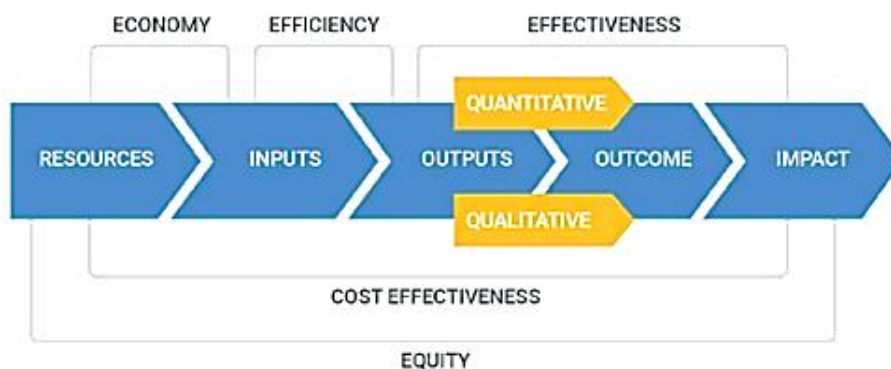 ECONOMY EFFICIENCY EFFECTIVENESS
QUANTITATIVE
RESOURCES INPUTS OUTPUTS OUTCOME IMPACT
QUALITATIVE
COST EFFECTIVENESS
EQUITY